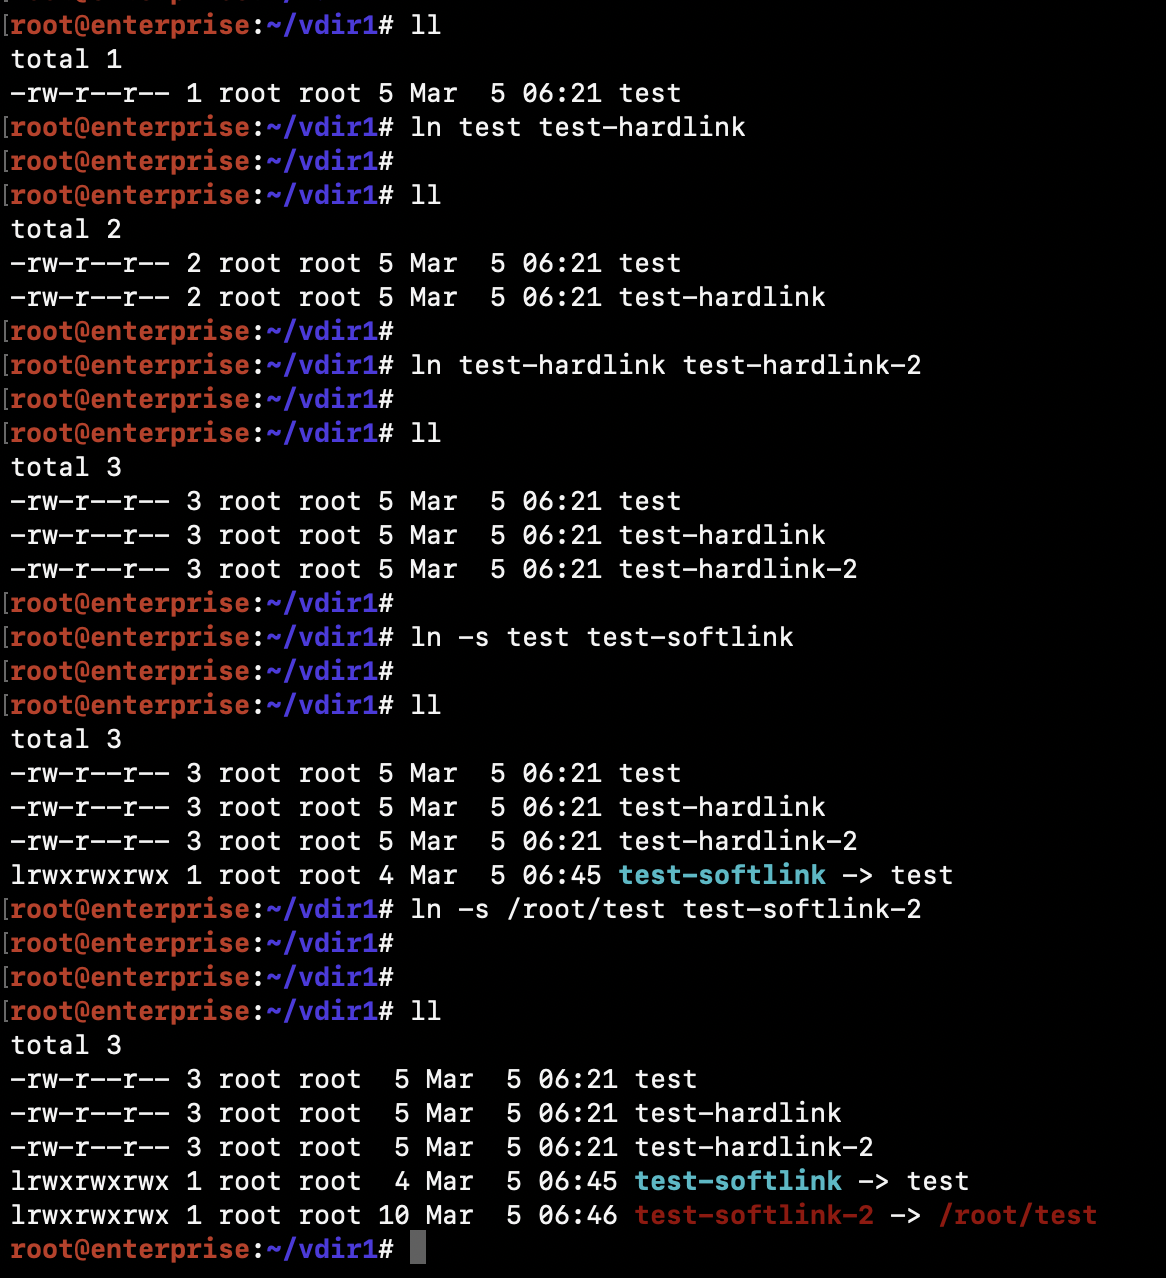 [root@enterprise:~/vdir1# ll
total 1
-rw-r--r-- 1 root root 5 Mar  5 06:21 test
[root@enterprise:~/vdir1# ln test test-hardlink
[root@enterprise:~/vdir1#
[root@enterprise:~/vdir1# ll
total 2
-rw-r--r-- 2 root root 5 Mar  5 06:21 test
-rw-r--r-- 2 root root 5 Mar  5 06:21 test-hardlink
[root@enterprise:~/vdir1#
[root@enterprise:~/vdir1# ln test-hardlink test-hardlink-2
[root@enterprise:~/vdir1#
[root@enterprise:~/vdir1# ll
total 3
-rw-r--r-- 3 root root 5 Mar  5 06:21 test
-rw-r--r-- 3 root root 5 Mar  5 06:21 test-hardlink
-rw-r--r-- 3 root root 5 Mar  5 06:21 test-hardlink-2
[root@enterprise:~/vdir1#
[root@enterprise:~/vdir1# ln -s test test-softlink
[root@enterprise:~/vdir1#
[root@enterprise:~/vdir1# ll
total 3
-rw-r--r-- 3 root root 5 Mar  5 06:21 test
-rw-r--r-- 3 root root 5 Mar  5 06:21 test-hardlink
-rw-r--r-- 3 root root 5 Mar  5 06:21 test-hardlink-2
lrwxrwxrwx 1 root root 4 Mar  5 06:45 test-softlink -> test
[root@enterprise:~/vdir1# ln -s /root/test test-softlink-2
[root@enterprise:~/vdir1#
[root@enterprise:~/vdir1#
[root@enterprise:~/vdir1# ll
total 3
-rw-r--r-- 3 root root  5 Mar  5 06:21 test
-rw-r--r-- 3 root root  5 Mar  5 06:21 test-hardlink
-rw-r--r-- 3 root root  5 Mar  5 06:21 test-hardlink-2
lrwxrwxrwx 1 root root  4 Mar  5 06:45 test-softlink -> test
lrwxrwxrwx 1 root root 10 Mar  5 06:46 test-softlink-2 -> /root/test
root@enterprise:~/vdir1#